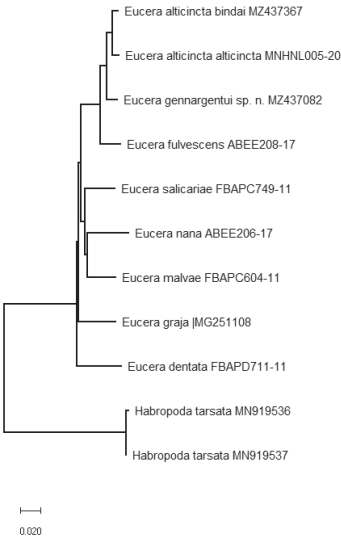 Eucera alticincta bindai MZ437367
Eucera alticincta alticincta MNHNL005-20
Eucera gennargentui sp. n. MZ437082
Eucera fulvescens ABEE208-17
Eucera salicariae FBAPC749-11
Eucera nana ABEE206-17
Eucera malvae FBAPC604-11
Eucera graja |MG251108
Eucera dentata FBAPD711-11
Habropoda tarsata MN919536
Habropoda tarsata MN919537
0.020